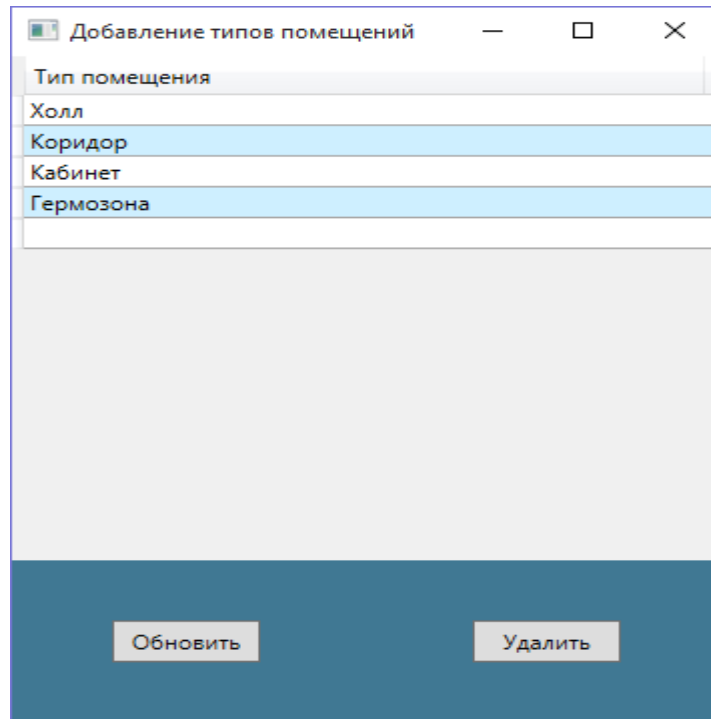 Добавление типов помещений
Тип помещения
Холл
Коридор
Кабинет
Гермозона
Обновить Удалить